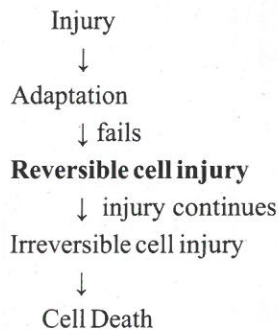 Injury
↓
Adaptation
↓ fails
Reversible cell injury
↓ injury continues
Irreversible cell injury
↓
Cell Death